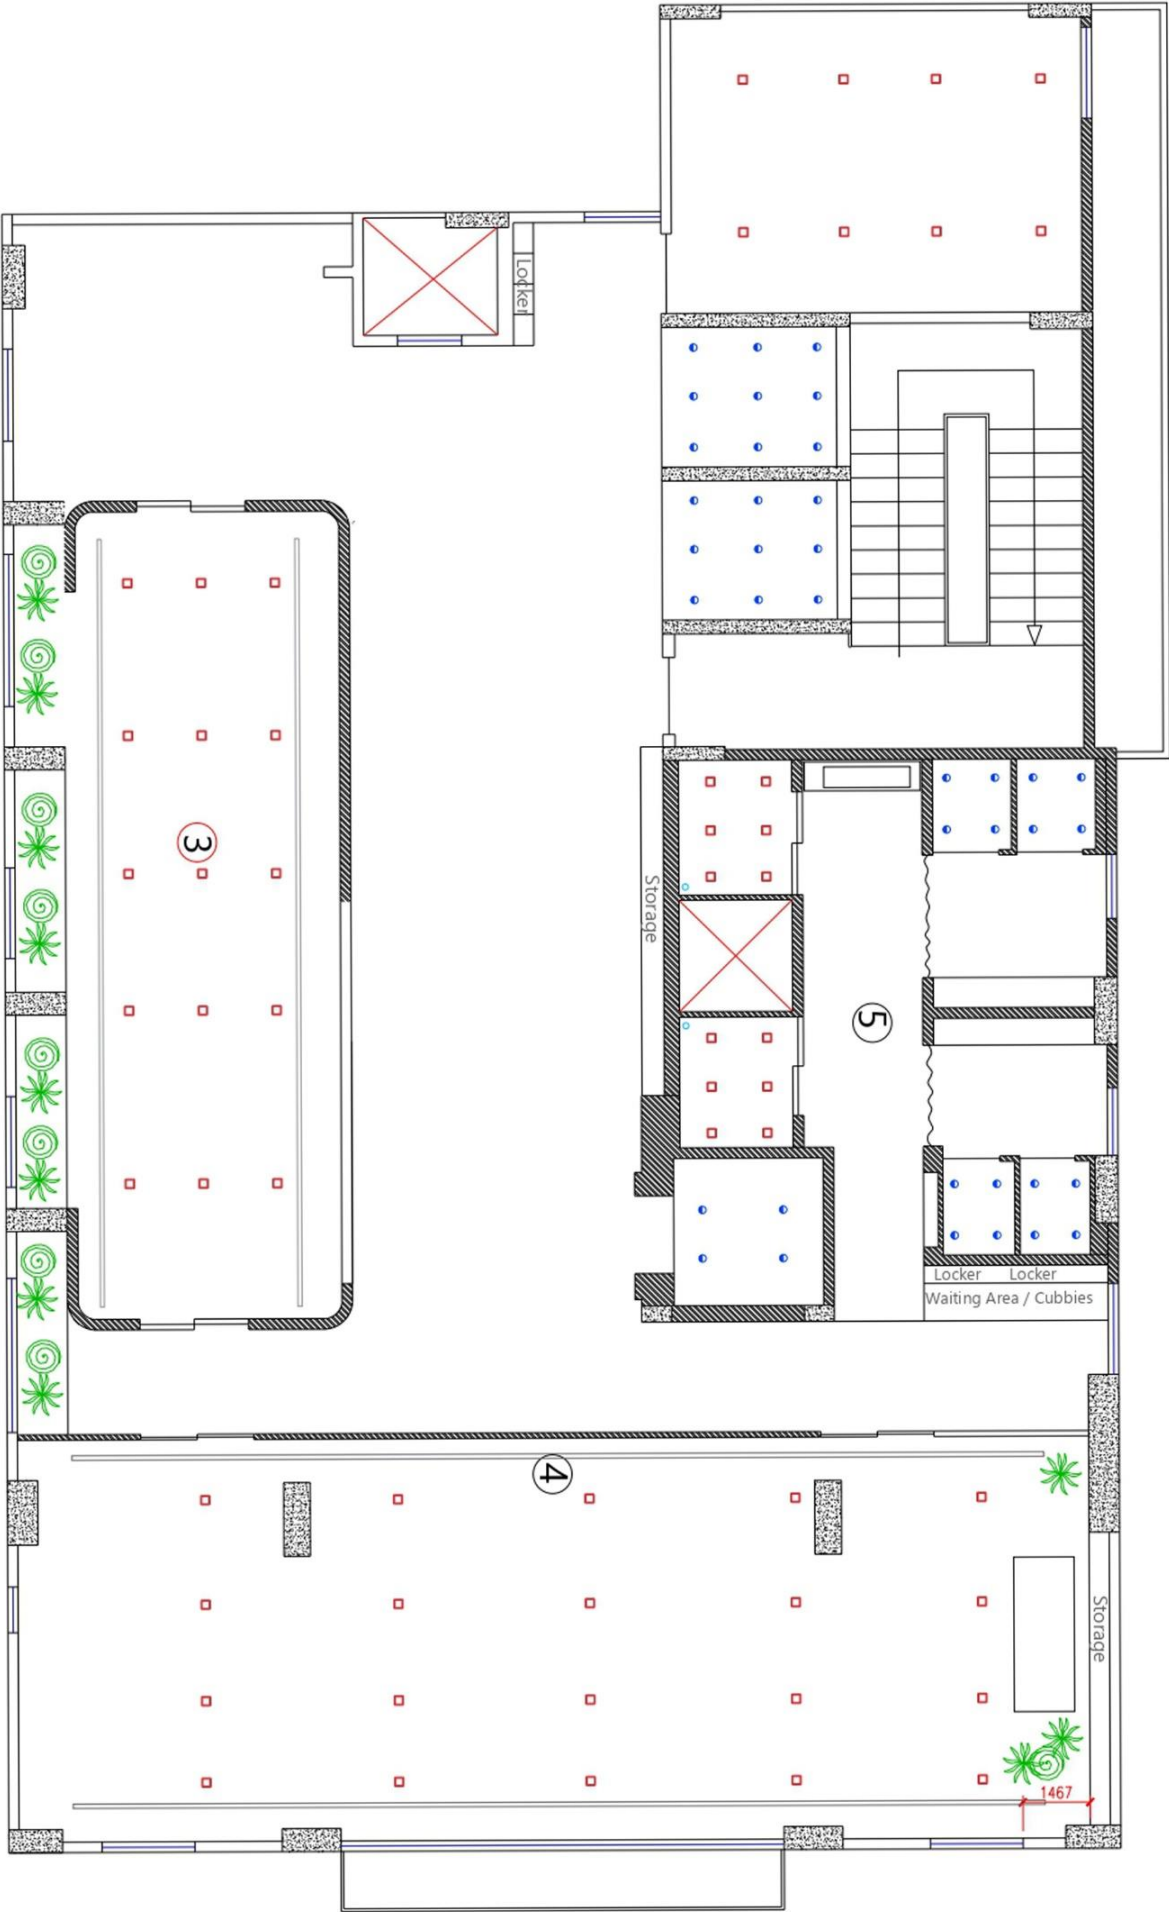 Locker
3
Storage
5
Locker Locker
Waiting Area / Cubbies
4
Storage
1467